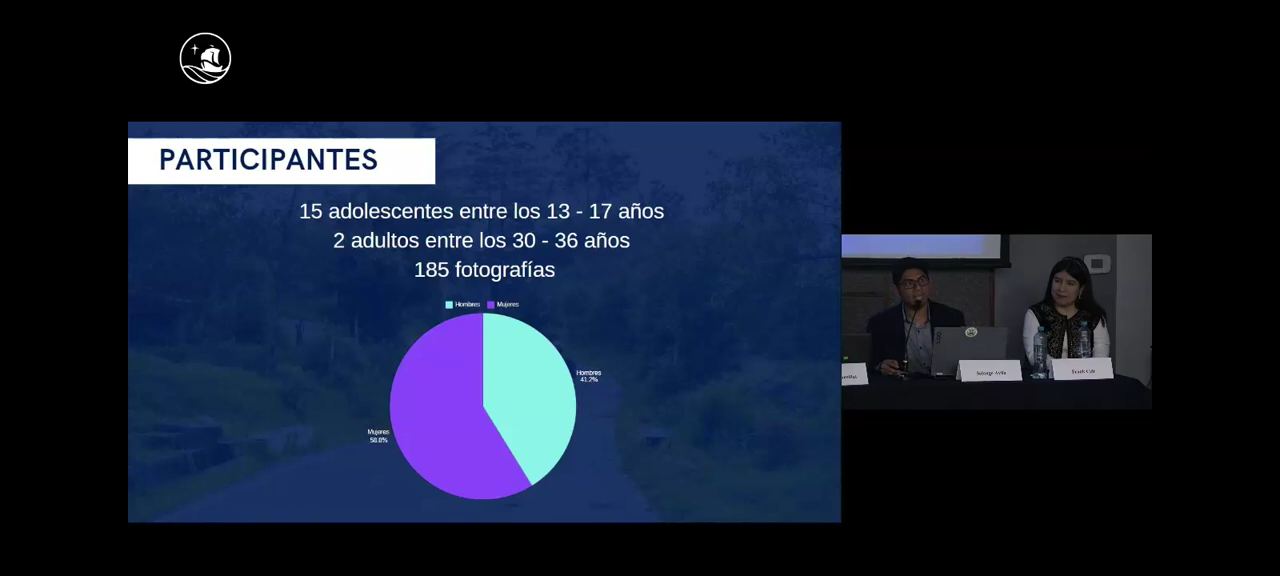 PARTICIPANTES
15 adolescentes entre los 13 - 17 años
2 adultos entre los 30 - 36 años
185 fotografías
Hombres Mujeres
Hombres
41.2%
Mujeres
58.8%